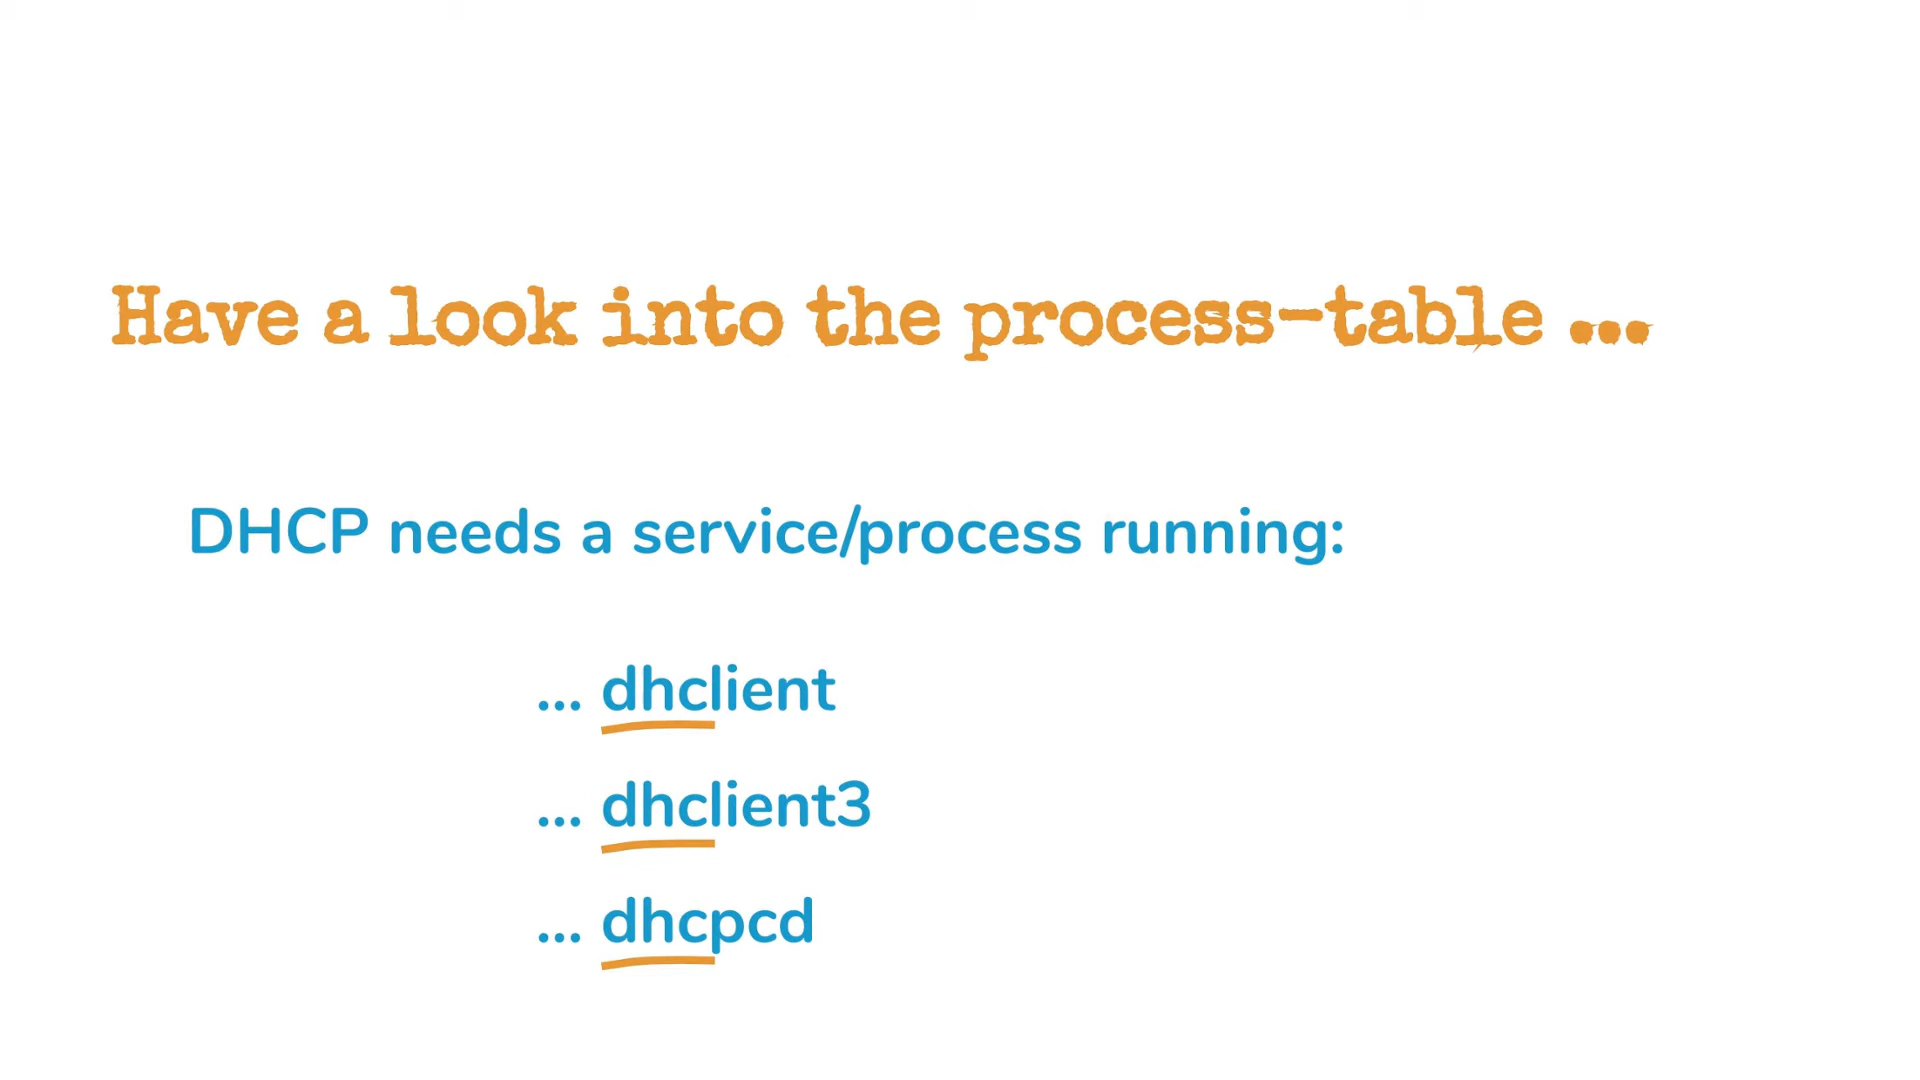 Have a look into the process-table ...
DHCP needs a service/process running:
... dhclient
... dhclient3
... dhcpcd